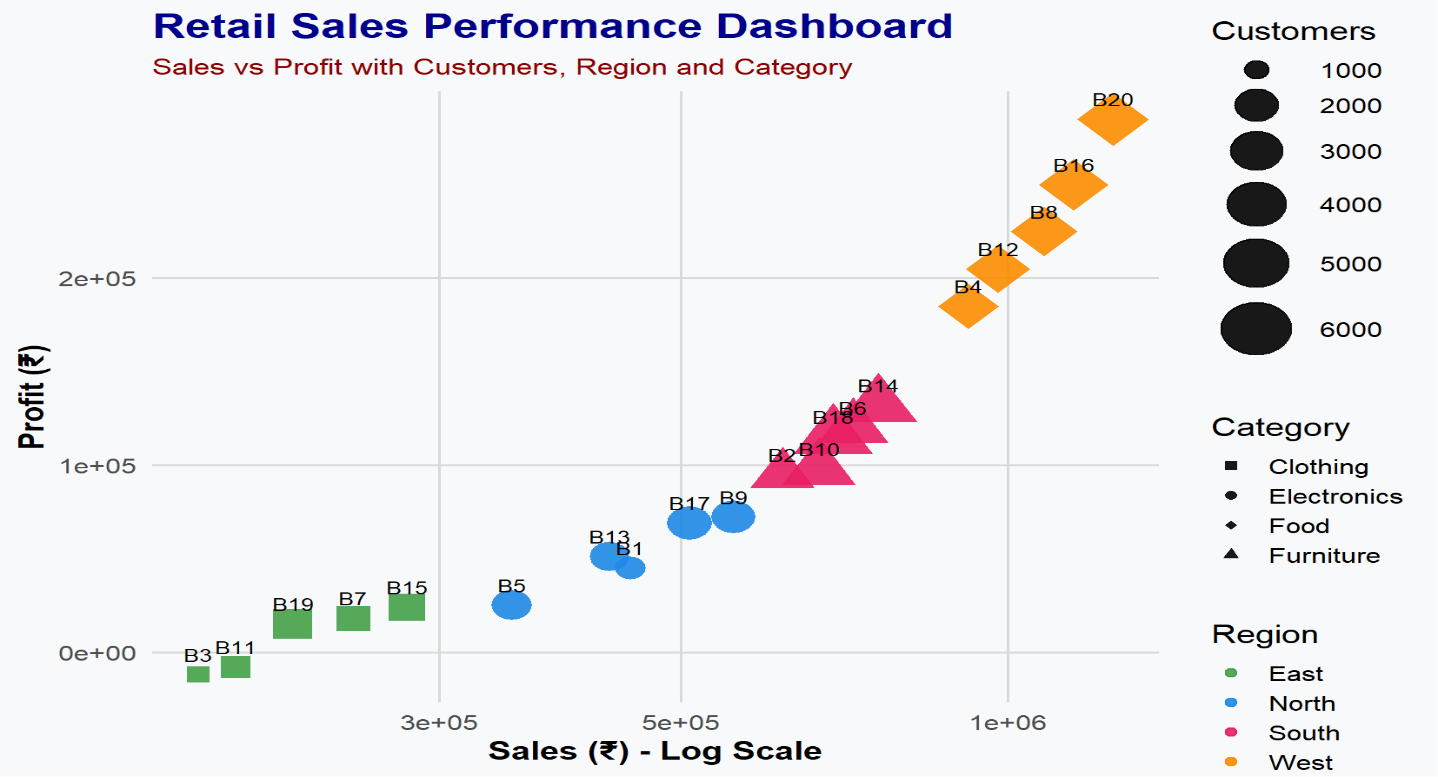 Retail Sales Performance Dashboard
Sales vs Profit with Customers, Region and Category
Profit (₹)
2e+05
1e+05
0e+00
B20
B16
B8
B12
B4
B14
B6
B18
B10
B2
B9
B17
B13
B1
B5
B15
B7
B19
B11
B3
3e+05
5e+05
1e+06
Sales (₹) - Log Scale
Customers
1000
2000
3000
4000
5000
6000
Category
Clothing
Electronics
Food
Furniture
Region
East
North
South
West